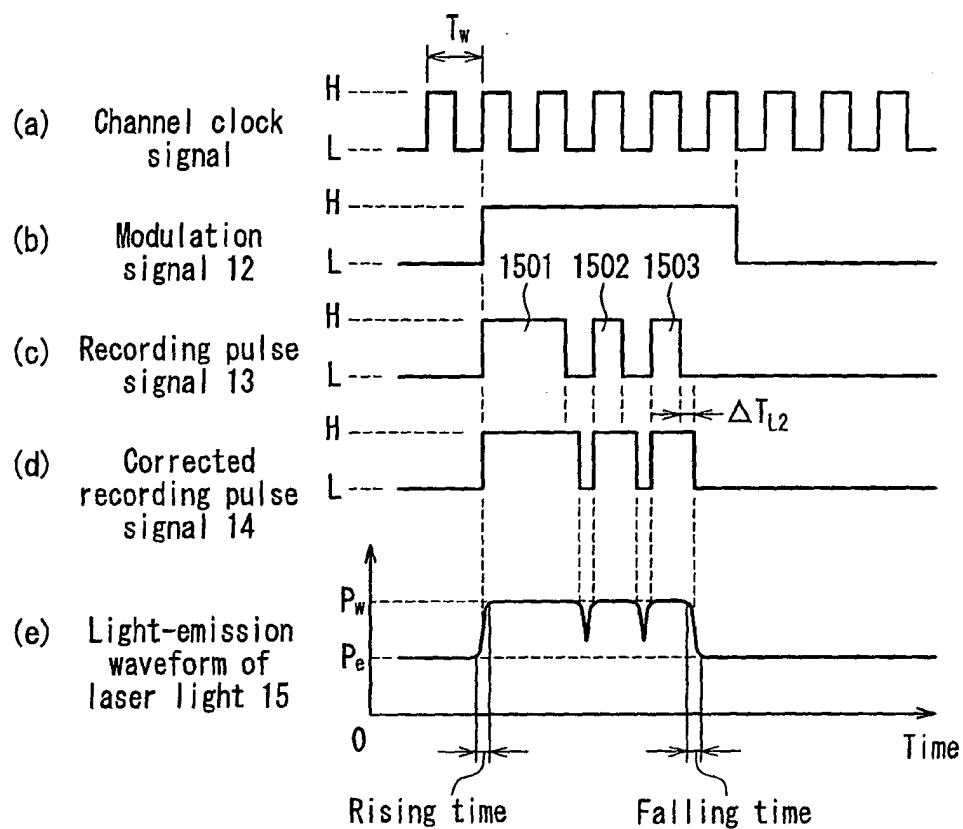 T_w
H
(a) Channel clock
signal
L
H
(b) Modulation
signal 12
L
1501 1502 1503
H
(c) Recording pulse
signal 13
L
ΔT_L2
H
(d) Corrected
recording pulse
signal 14
L
P_w
(e) Light-emission
waveform of
laser light 15
P_e
0
Time
Rising time
Falling time